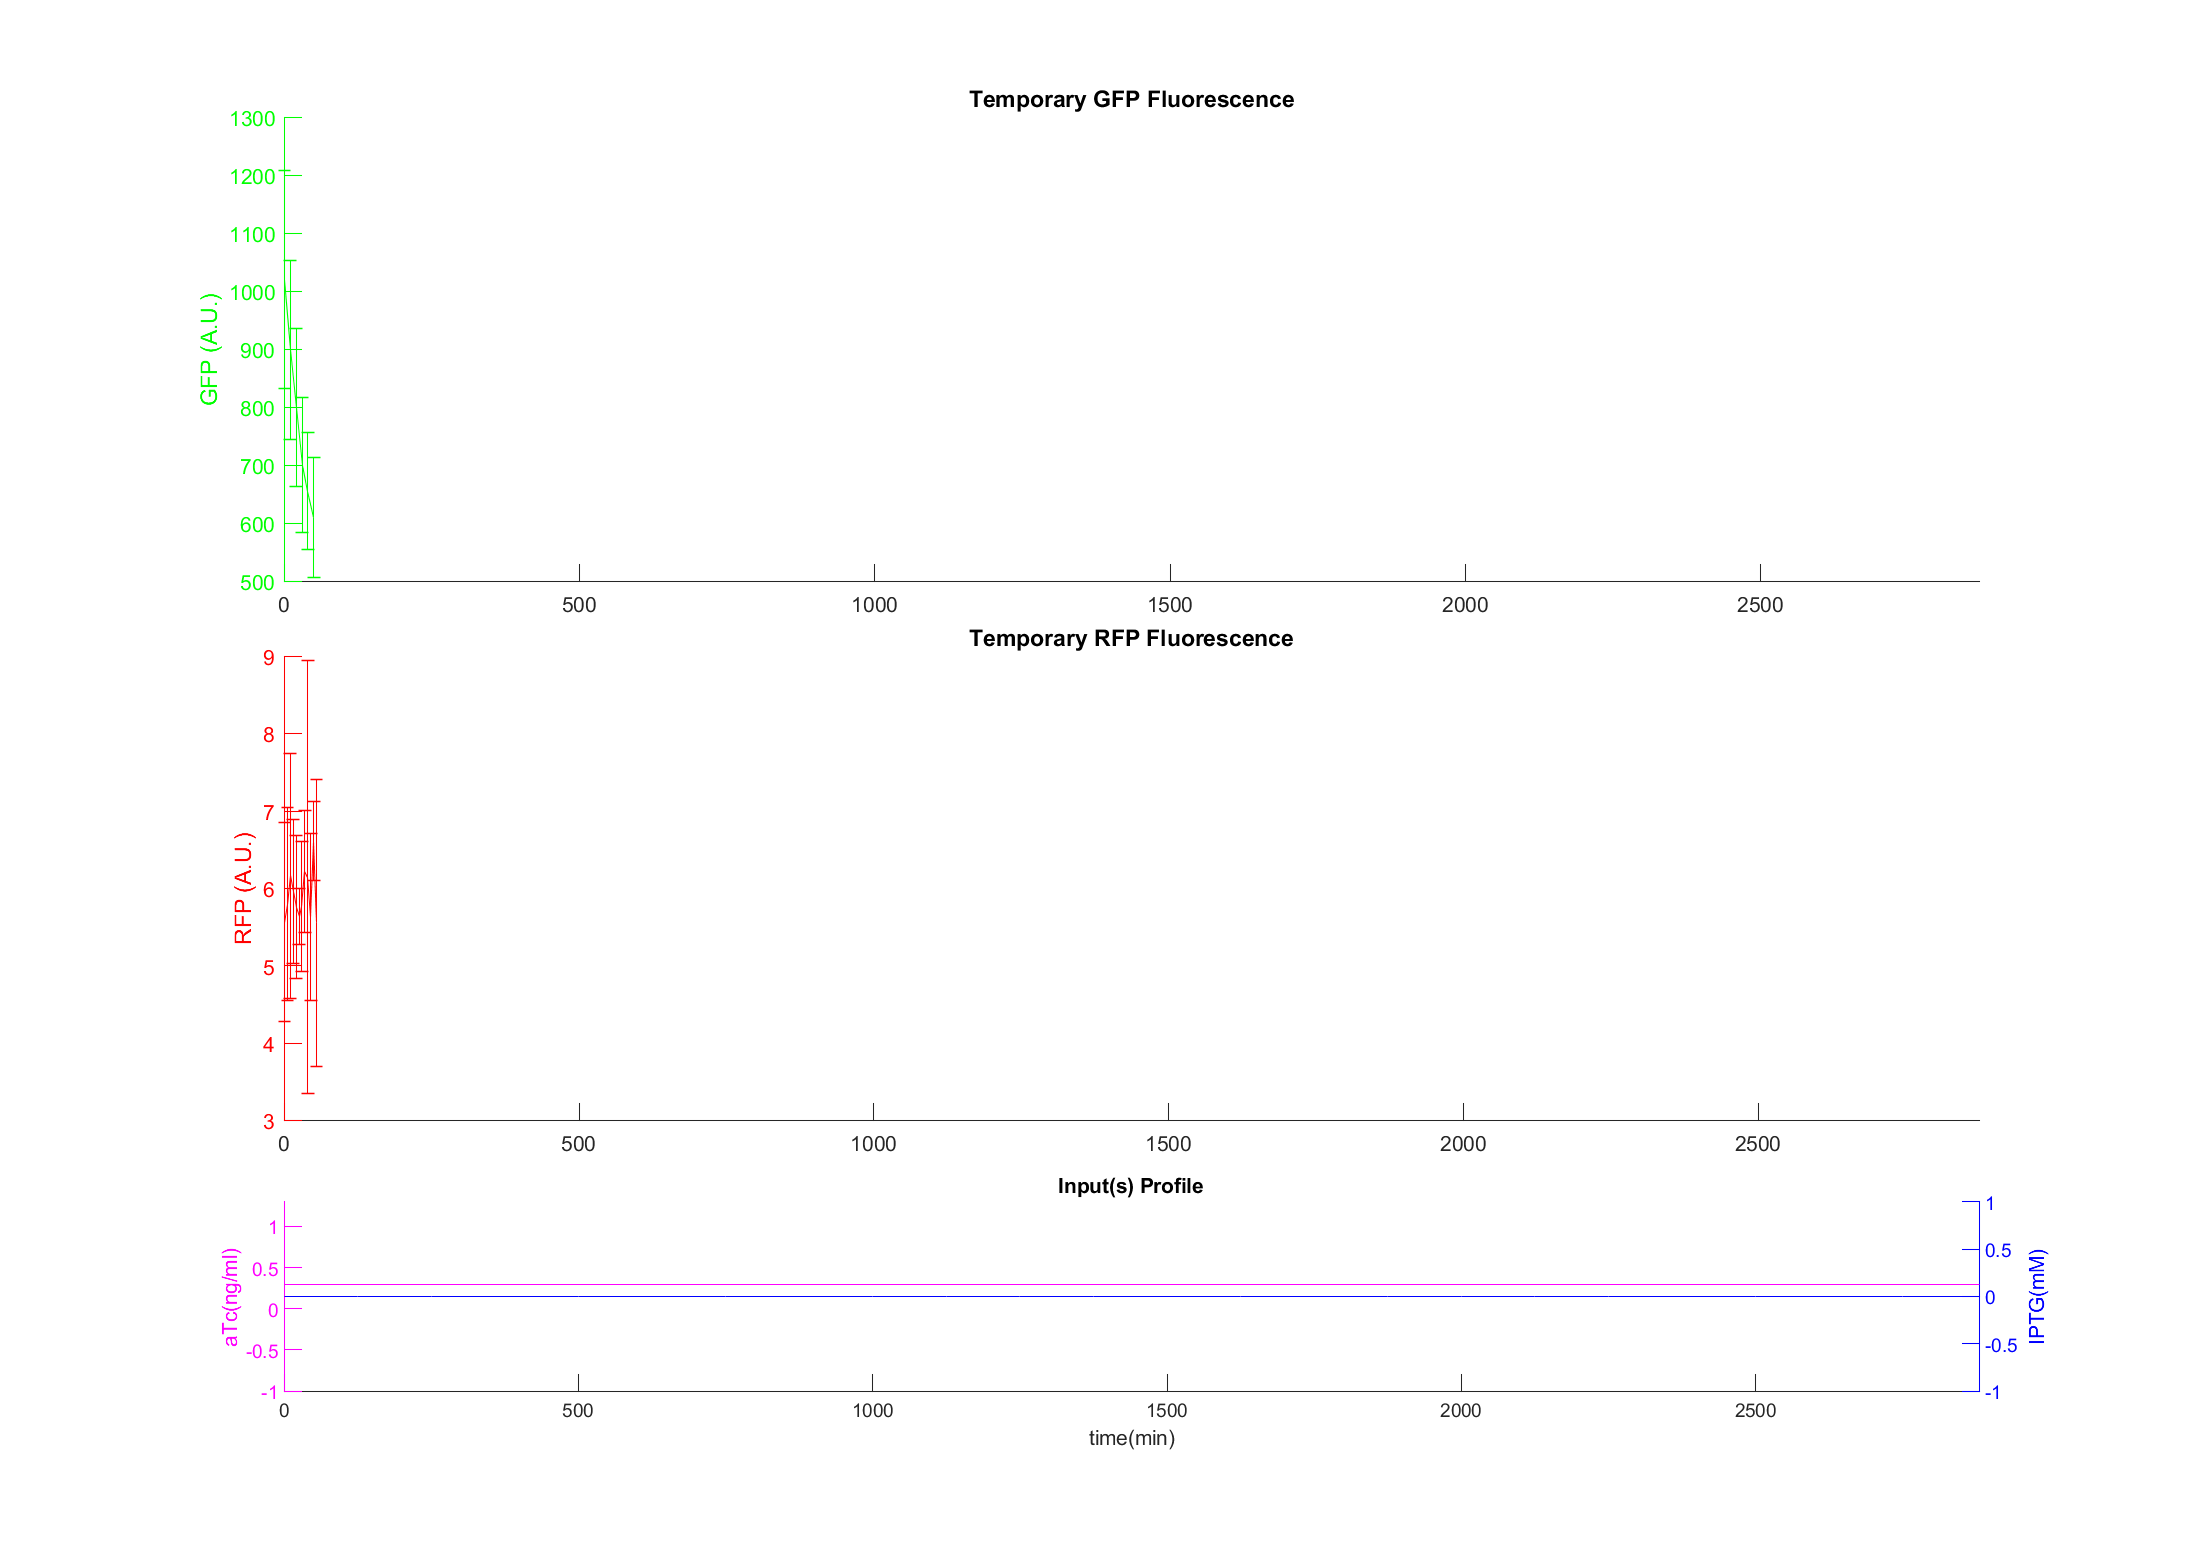 Temporary GFP Fluorescence
1300
1200
1100
1000
900
800
700
600
500
GFP (A.U.)
0 500 1000 1500 2000 2500
Temporary RFP Fluorescence
9
8
7
6
5
4
3
RFP (A.U.)
0 500 1000 1500 2000 2500
Input(s) Profile
1
0.5
0
-0.5
-1
aTc(ng/ml)
1
0.5
0
-0.5
-1
IPTG(mM)
0 500 1000 1500 2000 2500
time(min)